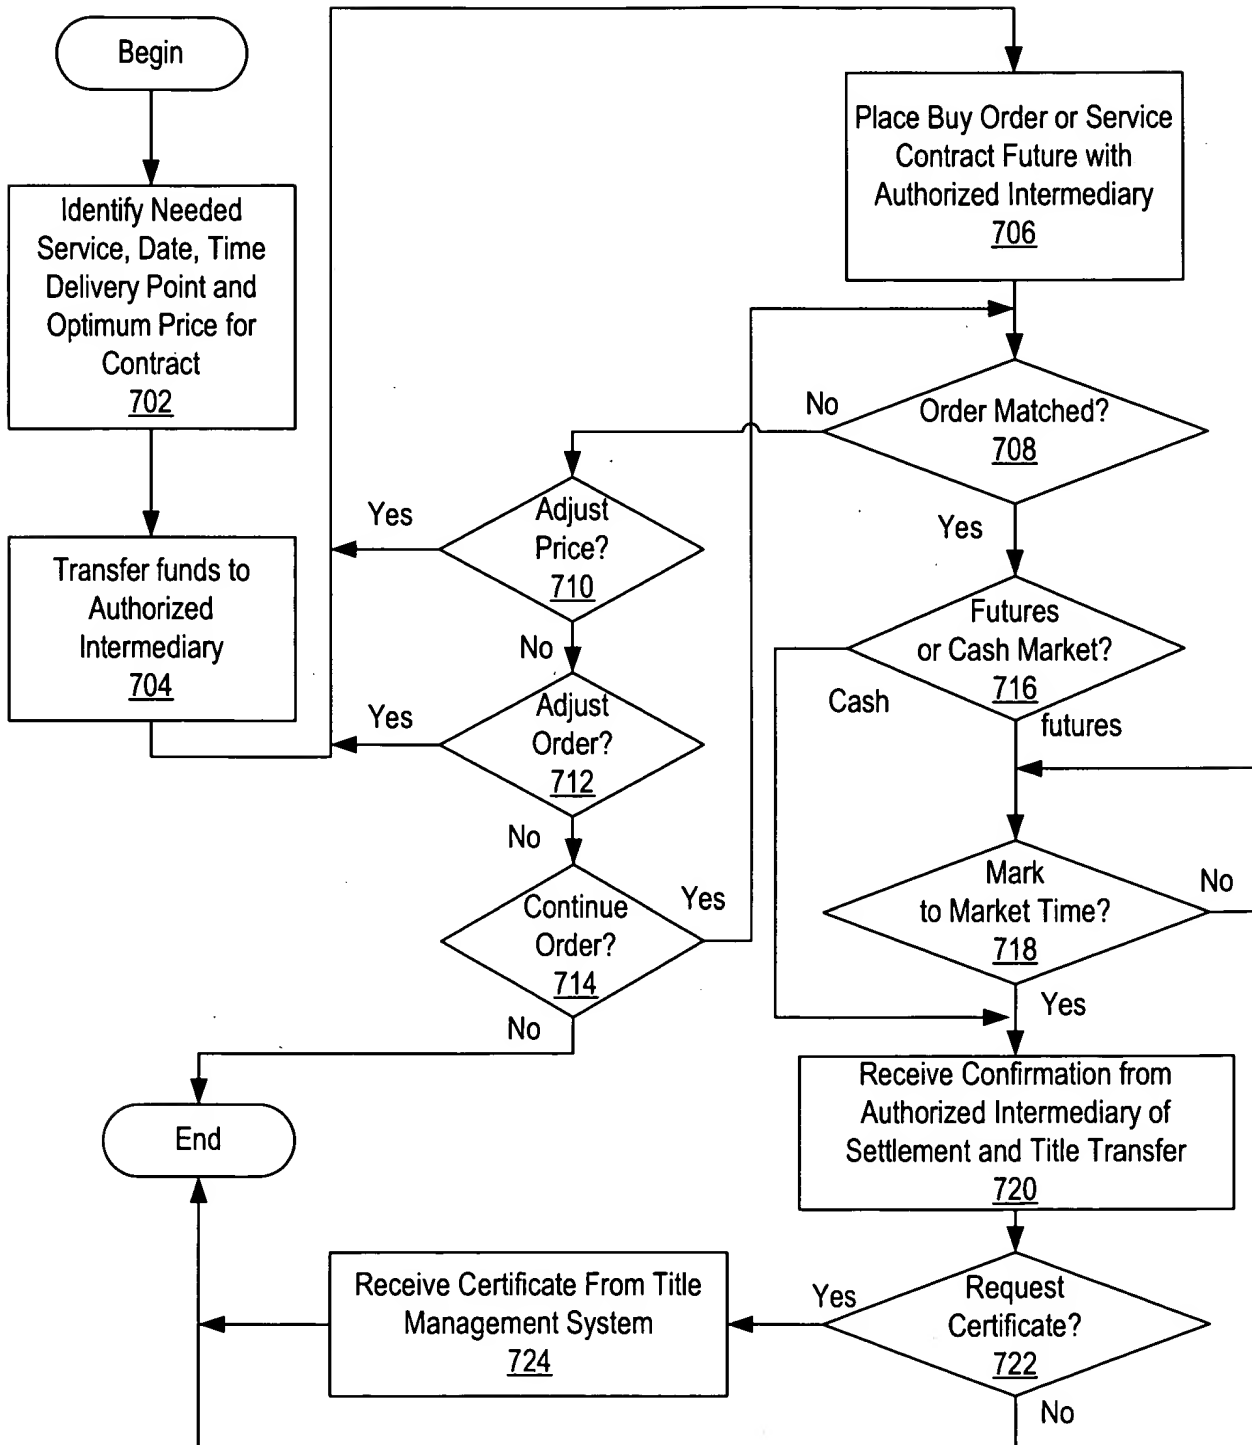 Begin
Identify Needed
Service, Date, Time
Delivery Point and
Optimum Price for
Contract
702
Transfer funds to
Authorized
Intermediary
704
Place Buy Order or Service
Contract Future with
Authorized Intermediary
706
Order Matched?
708
No
Yes
Adjust
Price?
710
Yes
No
Adjust
Order?
712
Yes
No
Continue
Order?
714
Yes
No
Futures
or Cash Market?
716
Cash
futures
Mark
to Market Time?
718
No
Yes
Receive Confirmation from
Authorized Intermediary of
Settlement and Title Transfer
720
Request
Certificate?
722
Yes
No
Receive Certificate From Title
Management System
724
End